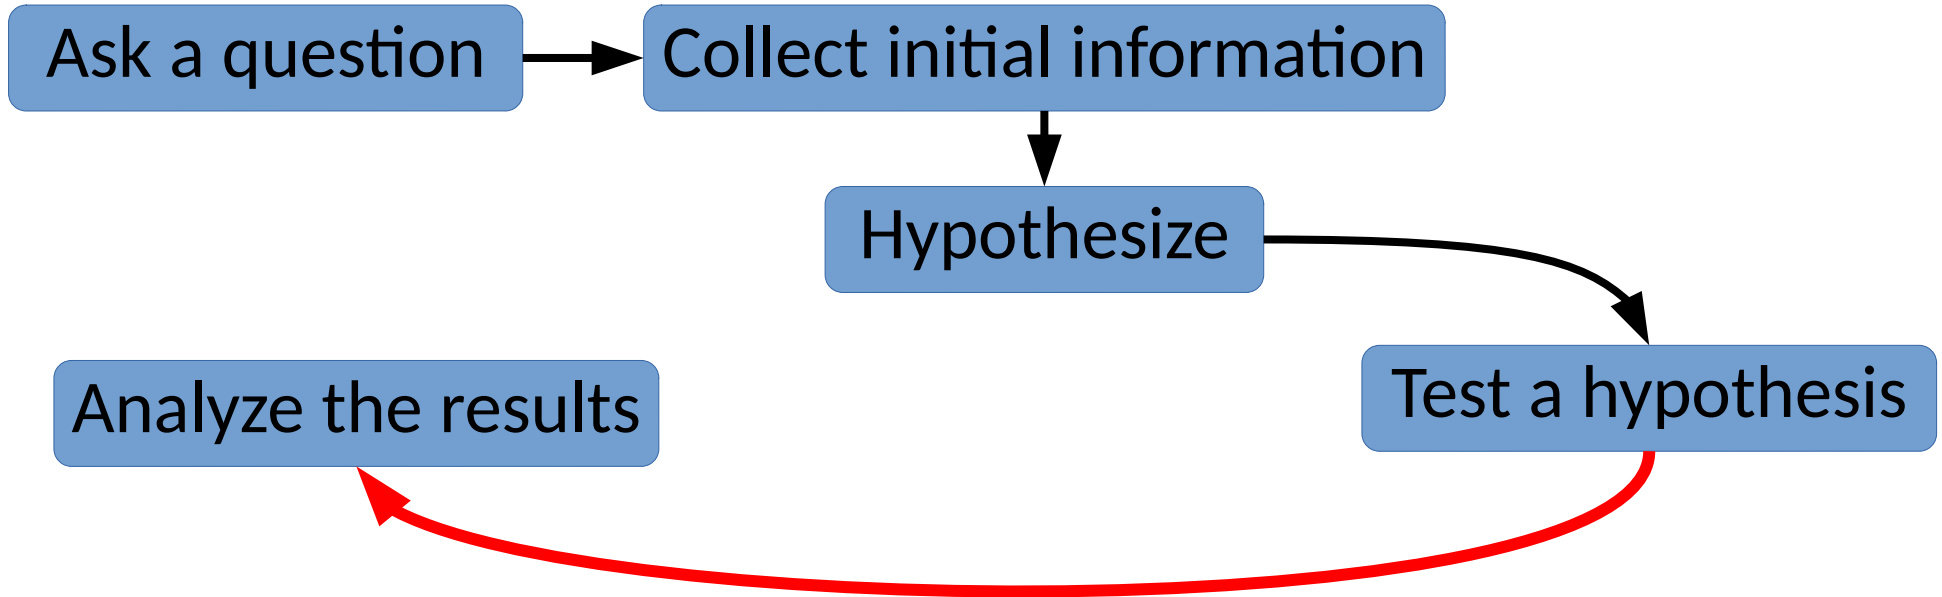 Ask a question
Collect initial information
Hypothesize
Test a hypothesis
Analyze the results